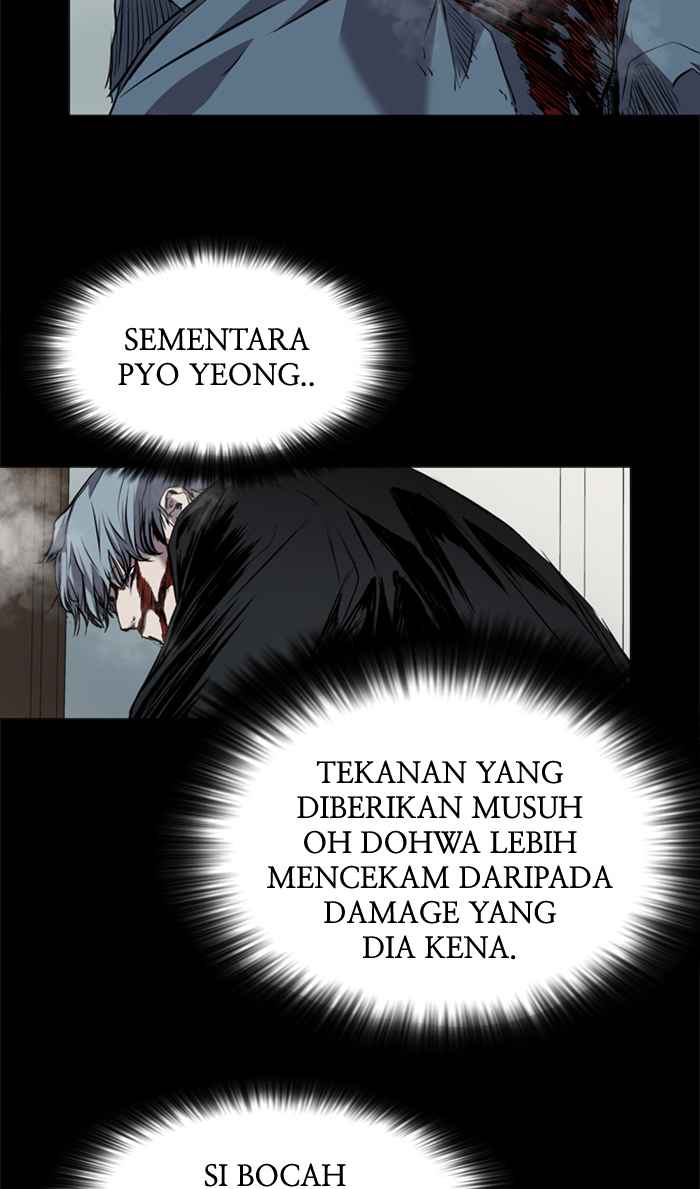 SEMENTARA
PYO YEONG..
TEKANAN YANG
DIBERIKAN MUSUH
OH DOHWA LEBIH
MENCEKAM DARIPADA
DAMAGE YANG
DIA KENA.
SI BOCAH